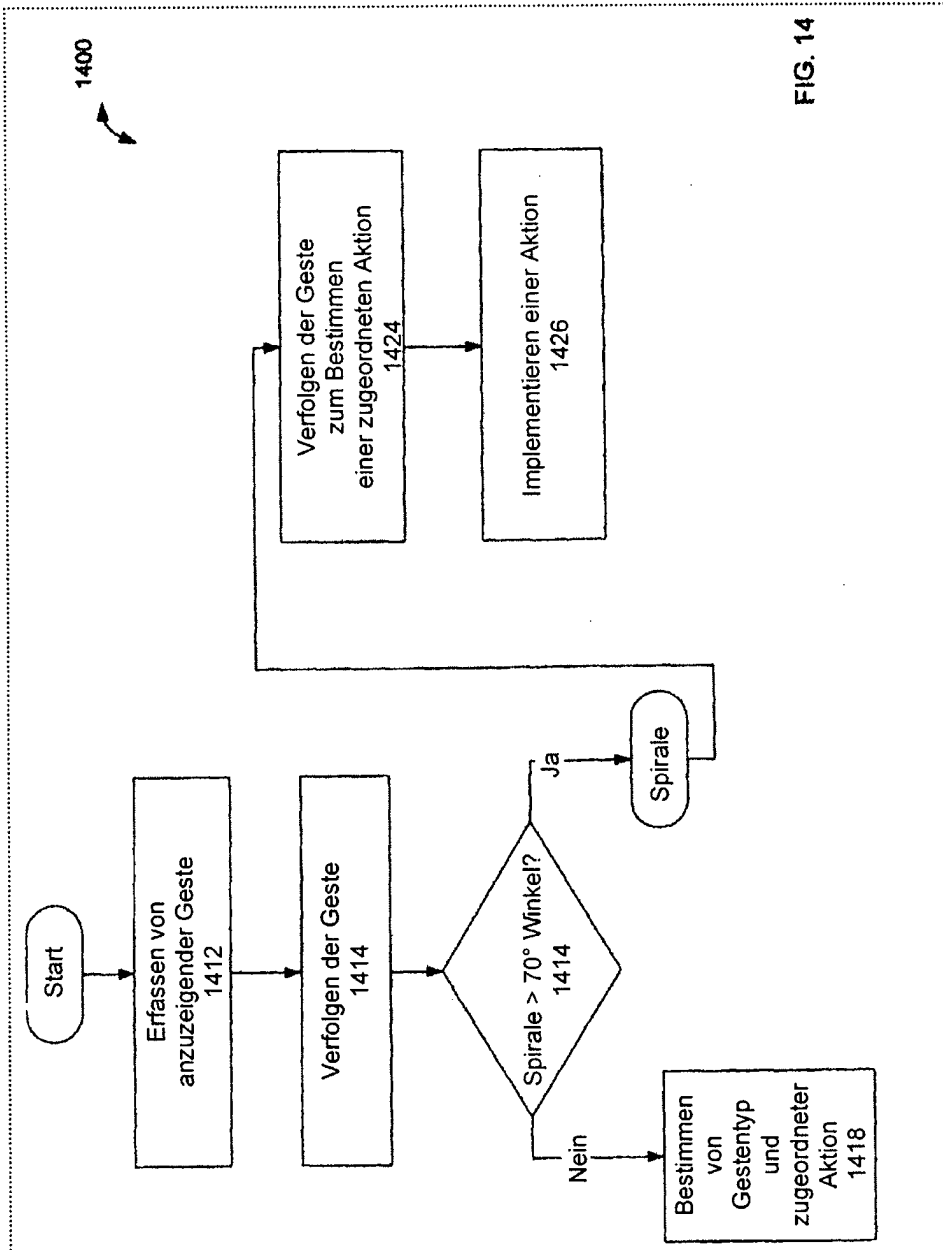 1400
Start
Erfassen von
anzuzeigender Geste
1412
Verfolgen der Geste
1414
Spirale > 70° Winkel?
1414
Nein
Ja
Bestimmen
von
Gestentyp
und
zugeordneter
Aktion
1418
Spirale
Verfolgen der Geste
zum Bestimmen
einer zugeordneten Aktion
1424
Implementieren einer Aktion
1426
FIG. 14